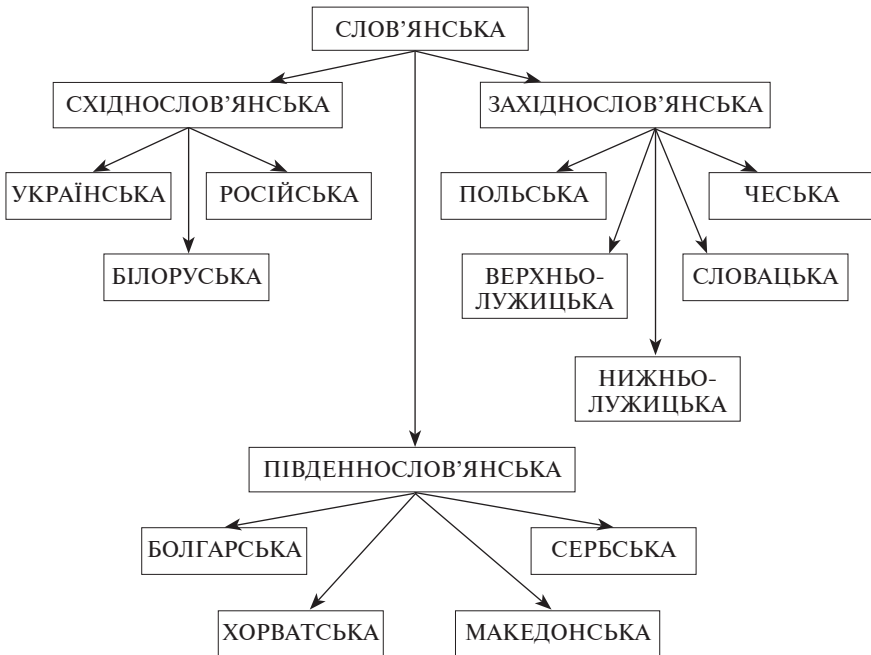 СЛОВ’ЯНСЬКА
СХІДНОСЛОВ’ЯНСЬКА
ЗАХІДНОСЛОВ’ЯНСЬКА
УКРАЇНСЬКА
РОСІЙСЬКА
ПОЛЬСЬКА
ЧЕСЬКА
БІЛОРУСЬКА
ВЕРХНЬО-
ЛУЖИЦЬКА
СЛОВАЦЬКА
НИЖНЬО-
ЛУЖИЦЬКА
ПІВДЕННОСЛОВ’ЯНСЬКА
БОЛГАРСЬКА
СЕРБСЬКА
ХОРВАТСЬКА
МАКЕДОНСЬКА